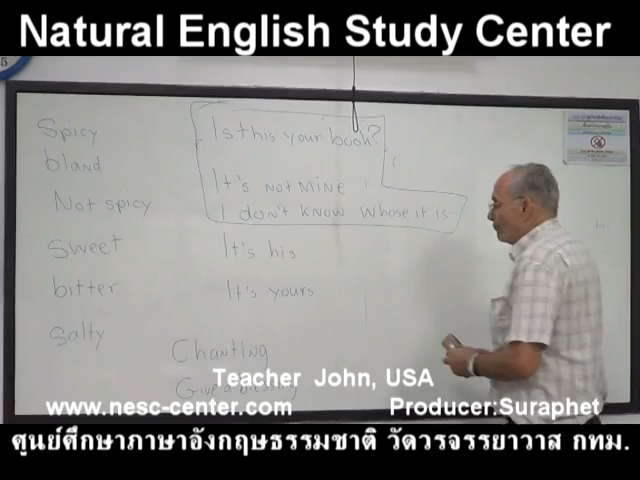 Natural English Study Center
Spicy
bland
Not spicy
sweet
bitter
salty
Is this your book?
It's not mine
I don't know whose it is
It's his
It's yours
Chanting
Give a blessing
Teacher John, USA
www.nesc-center.com
Producer:Suraphet
ศูนย์ศึกษาภาษาอังกฤษธรรมชาติ วัดวรจรรยาวาส กทม.